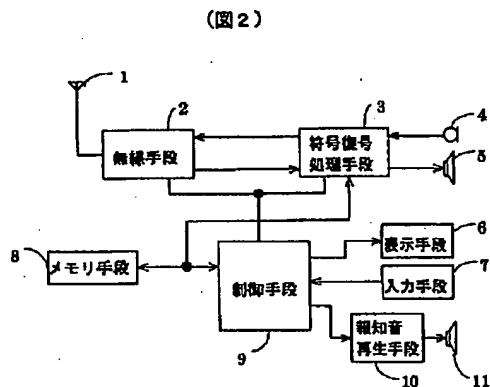 (図2)
1
2
3
4
無線手段
符号復号
処理手段
5
6
表示手段
8
メモリ手段
制御手段
7
入力手段
報知音
再生手段
9
10
11